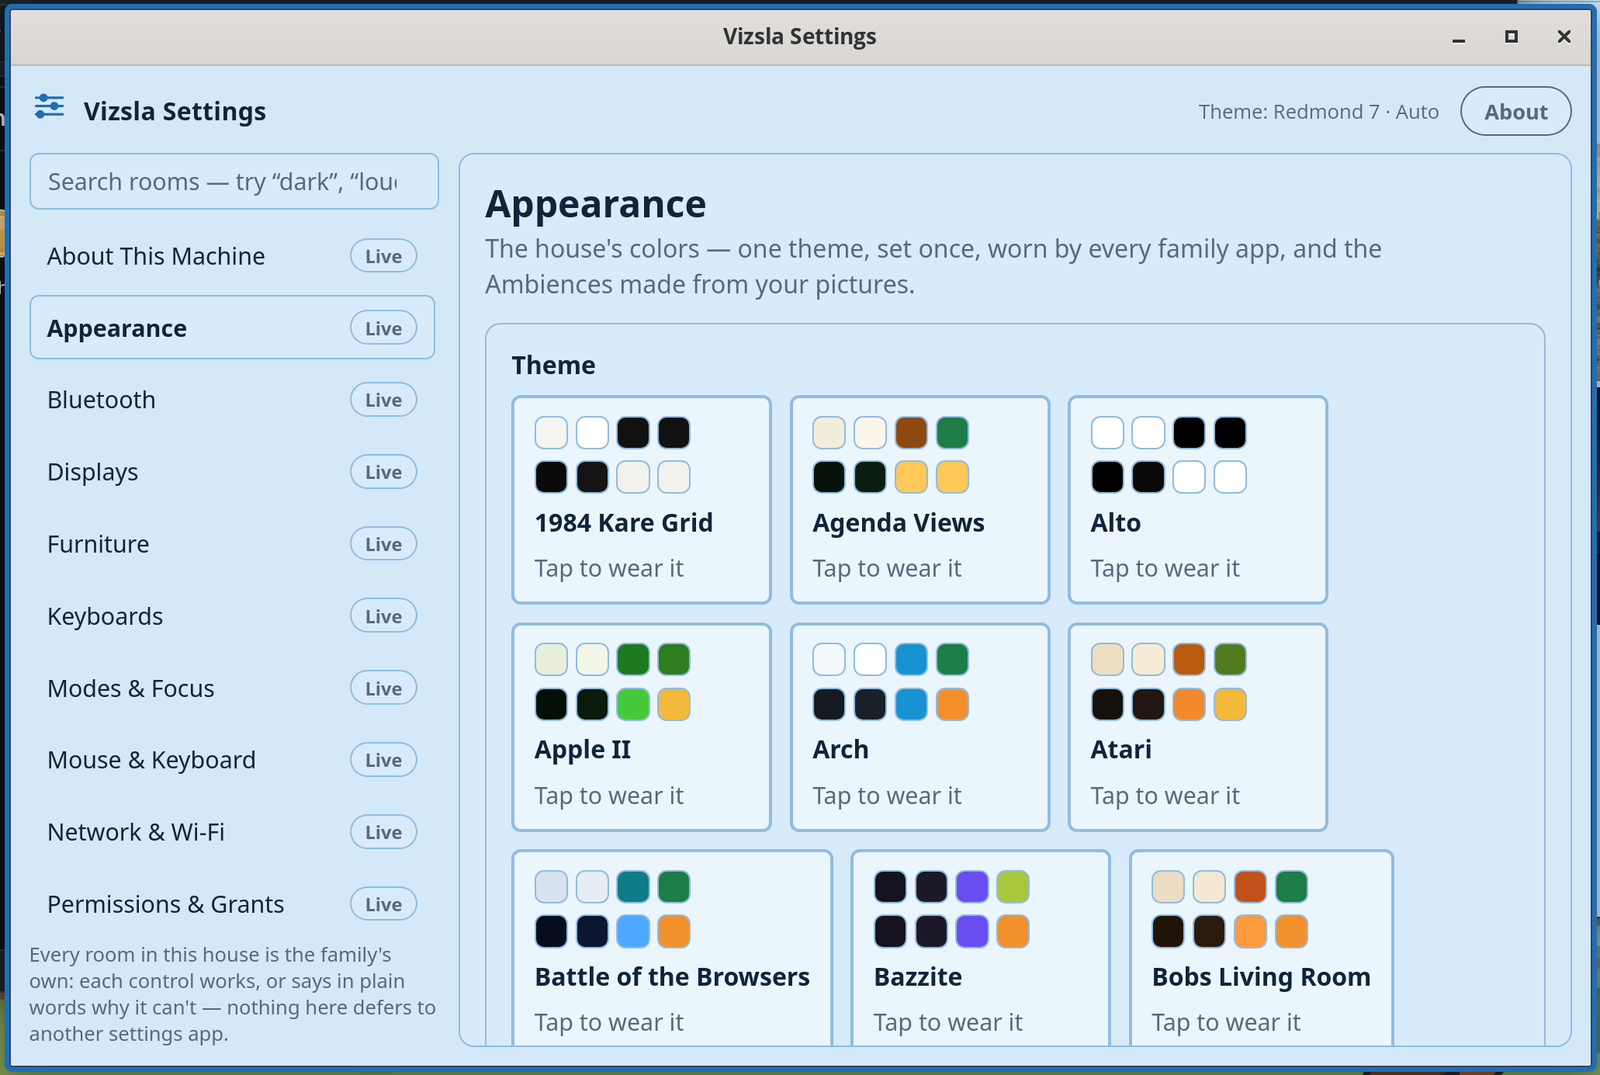 Vizsla Settings
Vizsla Settings
Theme: Redmond 7 · Auto
About
Search rooms — try “dark”, “lou
About This Machine
Live
Appearance
Live
Bluetooth
Live
Displays
Live
Furniture
Live
Keyboards
Live
Modes & Focus
Live
Mouse & Keyboard
Live
Network & Wi-Fi
Live
Permissions & Grants
Live
Every room in this house is the family's
own: each control works, or says in plain
words why it can't — nothing here defers to
another settings app.
Appearance
The house's colors — one theme, set once, worn by every family app, and the
Ambiences made from your pictures.
Theme
1984 Kare Grid
Tap to wear it
Agenda Views
Tap to wear it
Alto
Tap to wear it
Apple II
Tap to wear it
Arch
Tap to wear it
Atari
Tap to wear it
Battle of the Browsers
Tap to wear it
Bazzite
Tap to wear it
Bobs Living Room
Tap to wear it